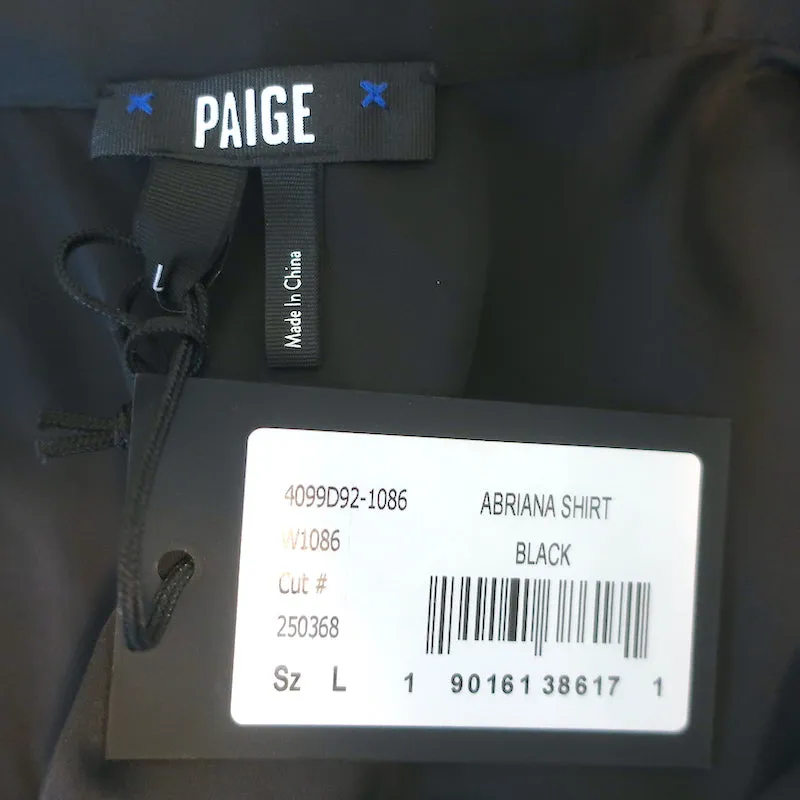 PAIGE
L
Made In China
4099D92-1086
ABRIANA SHIRT
W1086
BLACK
Cut #
250368
Sz L
1 90161 38617 1